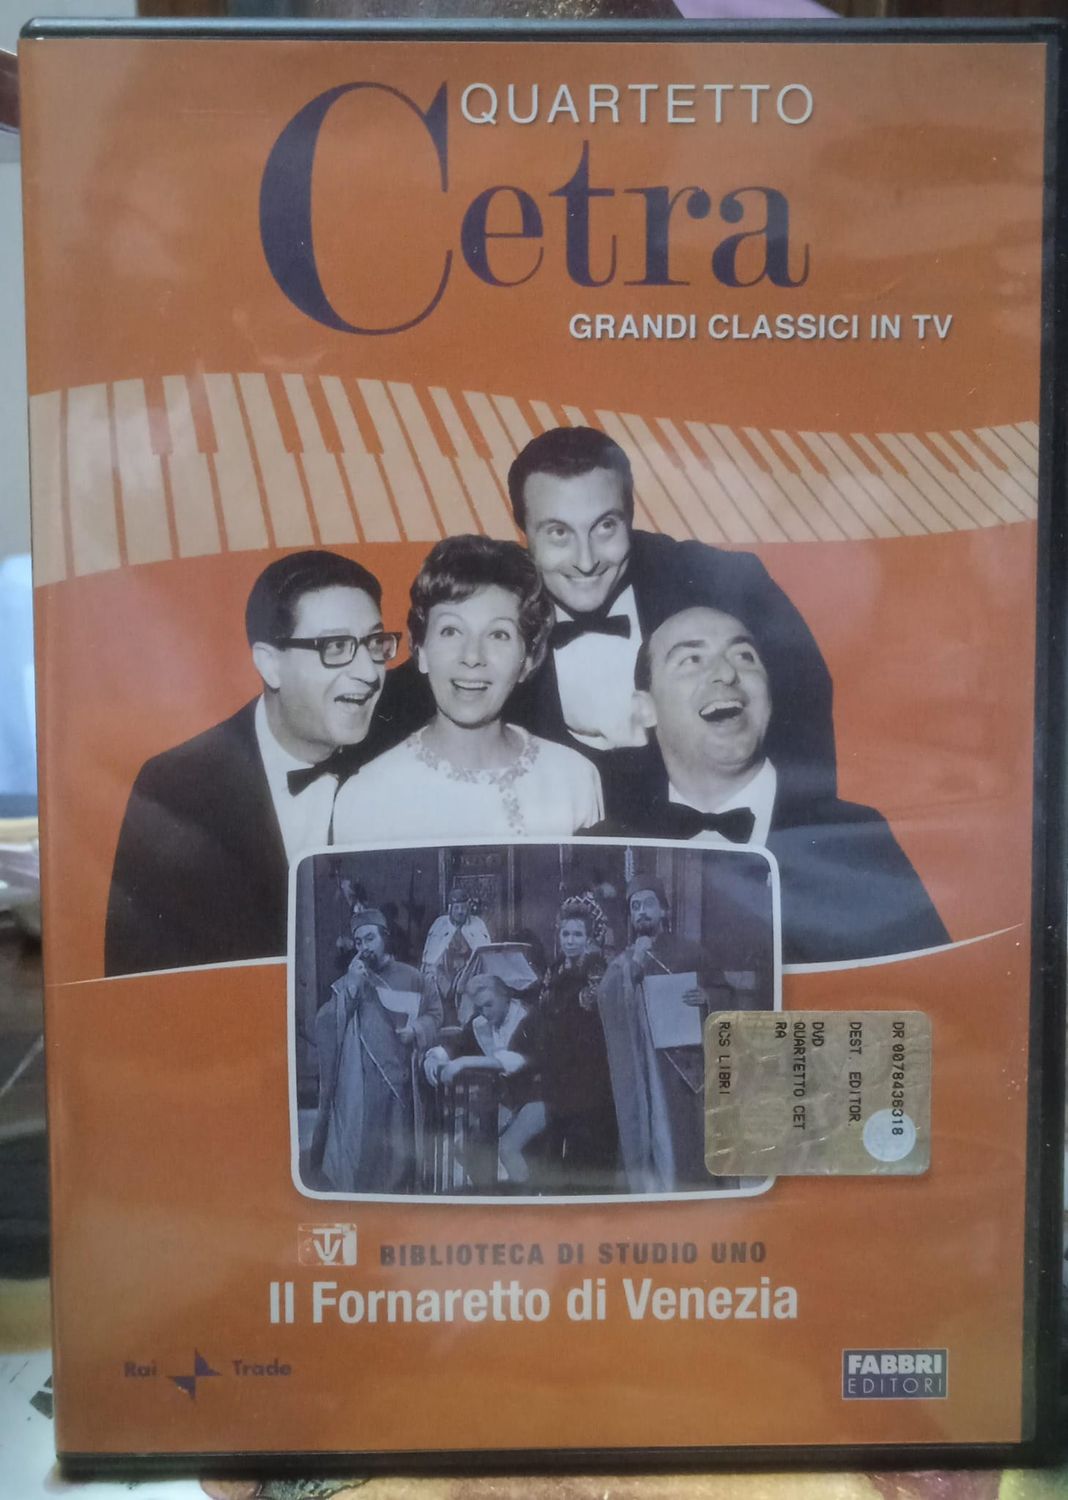 QUARTETTO
Cetra
GRANDI CLASSICI IN TV
DR 0078436318
DEST. EDITOR.
DVD
QUARTETTO CET
RA
RCS LIBRI
TV
BIBLIOTECA DI STUDIO UNO
Il Fornaretto di Venezia
Rai Trade
FABBRI
EDITORI